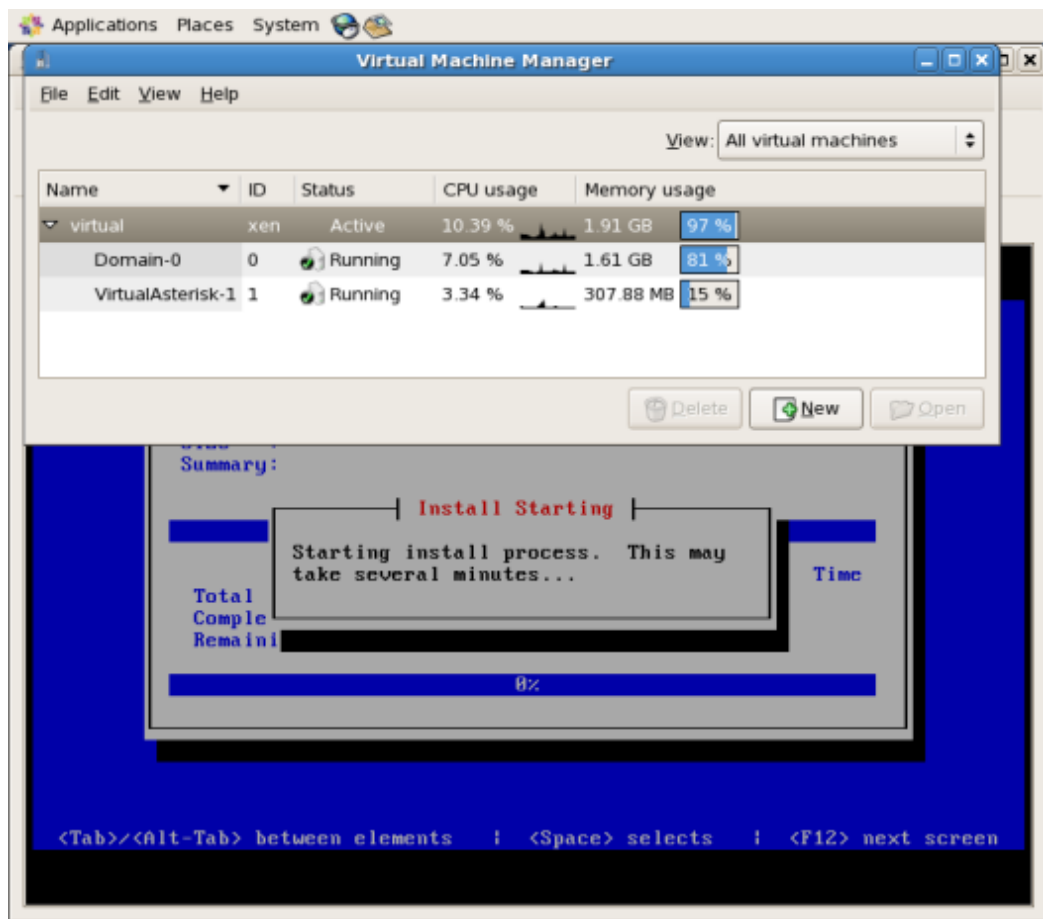 Applications Places System
Virtual Machine Manager
File Edit View Help
View: All virtual machines
Name ID Status CPU usage Memory usage
virtual xen Active 10.39 % 1.91 GB 97 %
Domain-0 0 Running 7.05 % 1.61 GB 81 %
VirtualAsterisk-1 1 Running 3.34 % 307.88 MB 15 %
Delete New Open
Summary:
Install Starting
Starting install process. This may
take several minutes...
Time
Total
Comple
Remaini
0%
<Tab>/<Alt-Tab> between elements | <Space> selects | <F12> next screen